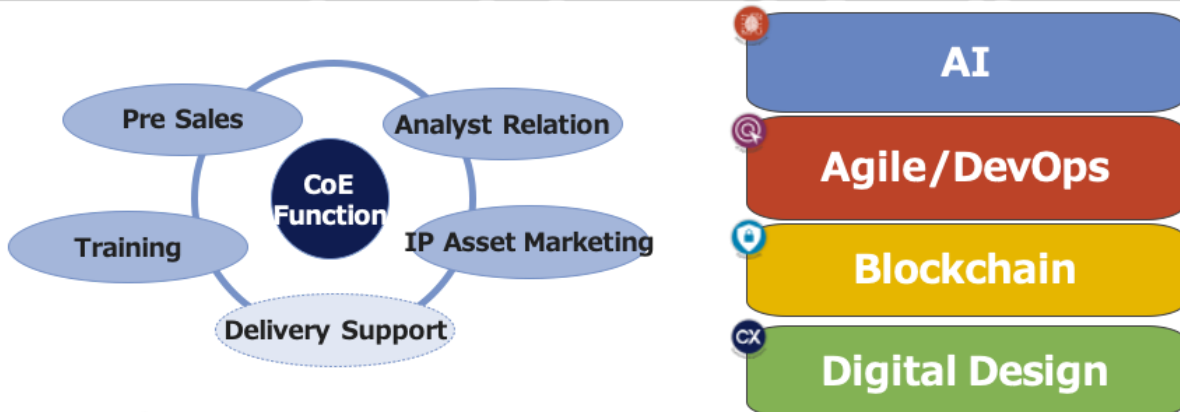 Pre Sales
Analyst Relation
CoE
Function
Training
IP Asset Marketing
Delivery Support
AI
Agile/DevOps
Blockchain
CX
Digital Design